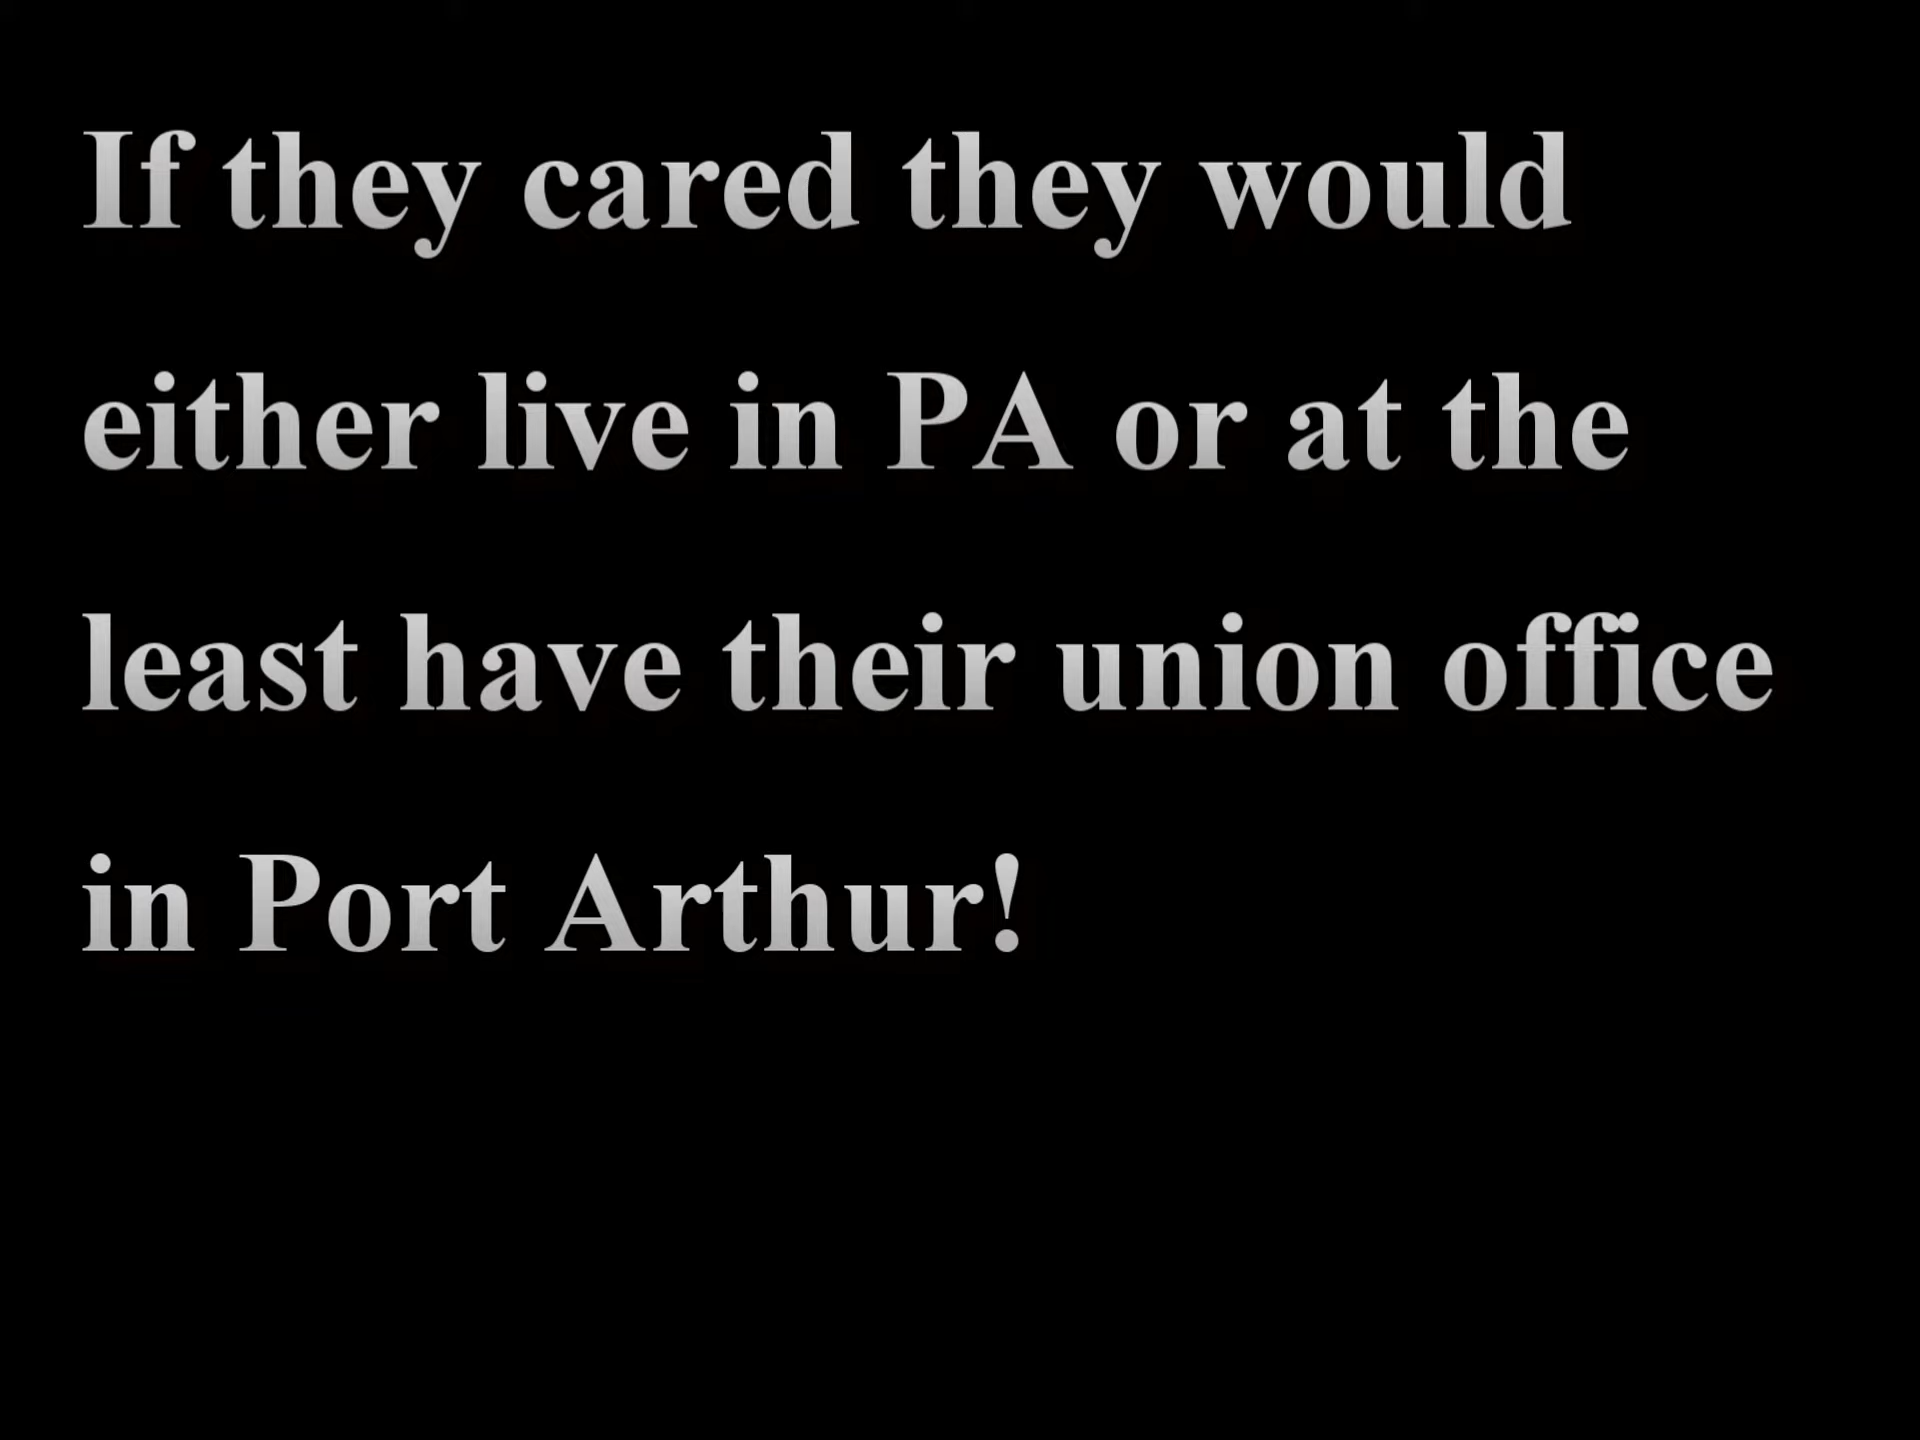 If they cared they would
either live in PA or at the
least have their union office
in Port Arthur!